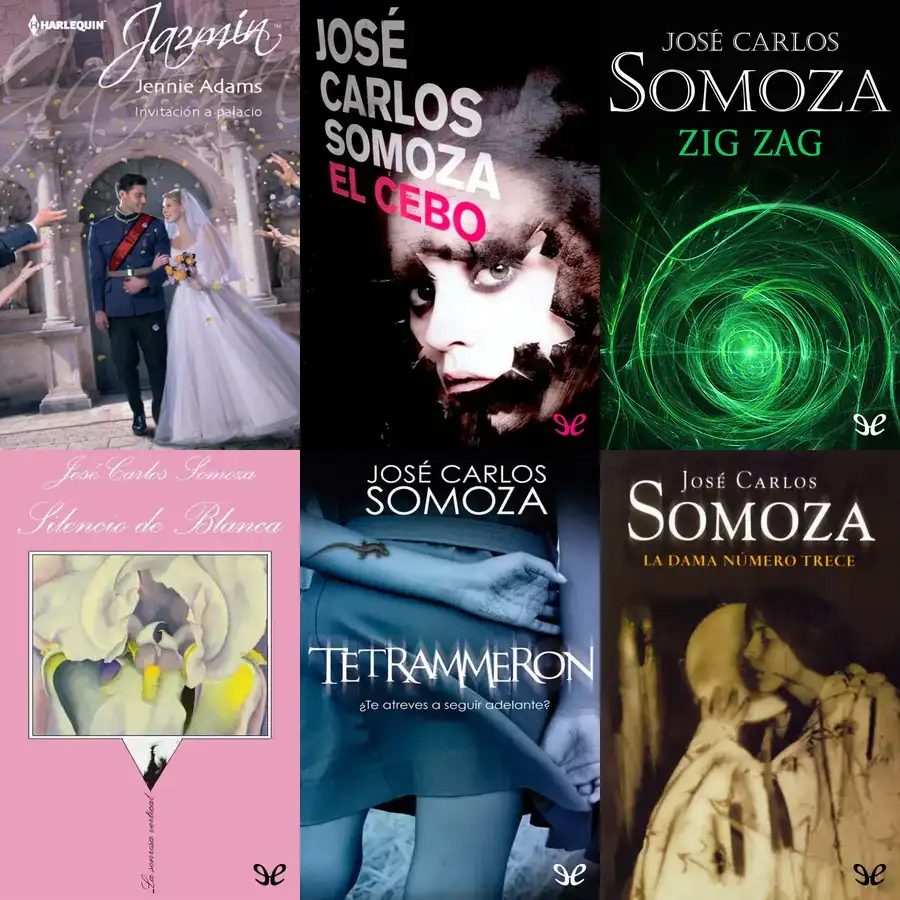 HARLEQUIN™
Jazmín™
Jennie Adams
Invitación a palacio
JOSÉ
CARLOS
SOMOZA
EL CEBO
JOSÉ CARLOS
SOMOZA
ZIG ZAG
José Carlos Somoza
Silencio de Blanca
La sonrisa vertical
JOSÉ CARLOS
SOMOZA
TETRAMMERON
¿Te atreves a seguir adelante?
JOSÉ CARLOS
SOMOZA
LA DAMA NÚMERO TRECE